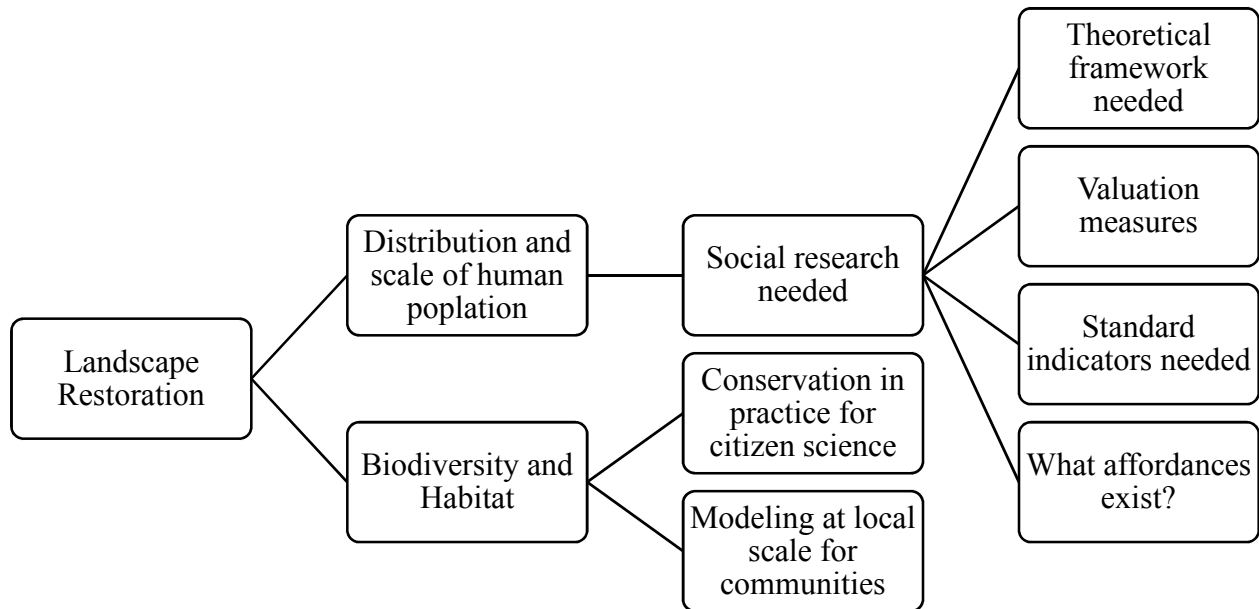 Landscape
Restoration
Distribution and
scale of human
poplation
Biodiversity and
Habitat
Social research
needed
Conservation in
practice for
citizen science
Modeling at local
scale for
communities
Theoretical
framework
needed
Valuation
measures
Standard
indicators needed
What affordances
exist?